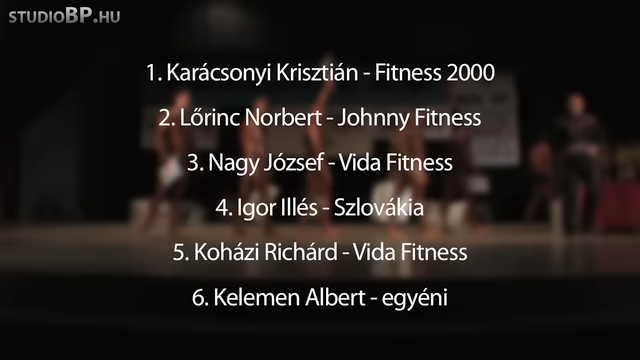 STUDIOBP.HU
1. Karácsonyi Krisztián - Fitness 2000
2. Lőrinc Norbert - Johnny Fitness
3. Nagy József - Vida Fitness
4. Igor Illés - Szlovákia
5. Koházi Richárd - Vida Fitness
6. Kelemen Albert - egyéni